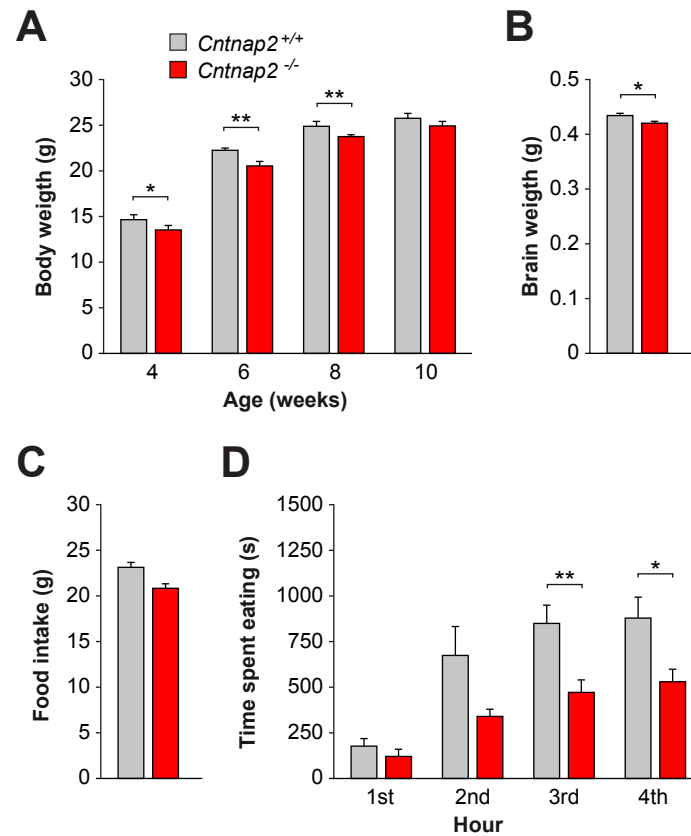 A
Cntnap2 +/+
Cntnap2 -/-
Body weigth (g)
30
25
20
15
10
5
0
*
**
**
4 6 8 10
Age (weeks)
B
Brain weigth (g)
0.5
0.4
0.3
0.2
0.1
0
*
C
Food intake (g)
30
25
20
15
10
5
0
D
Time spent eating (s)
1500
1250
1000
750
500
250
0
**
*
1st 2nd 3rd 4th
Hour